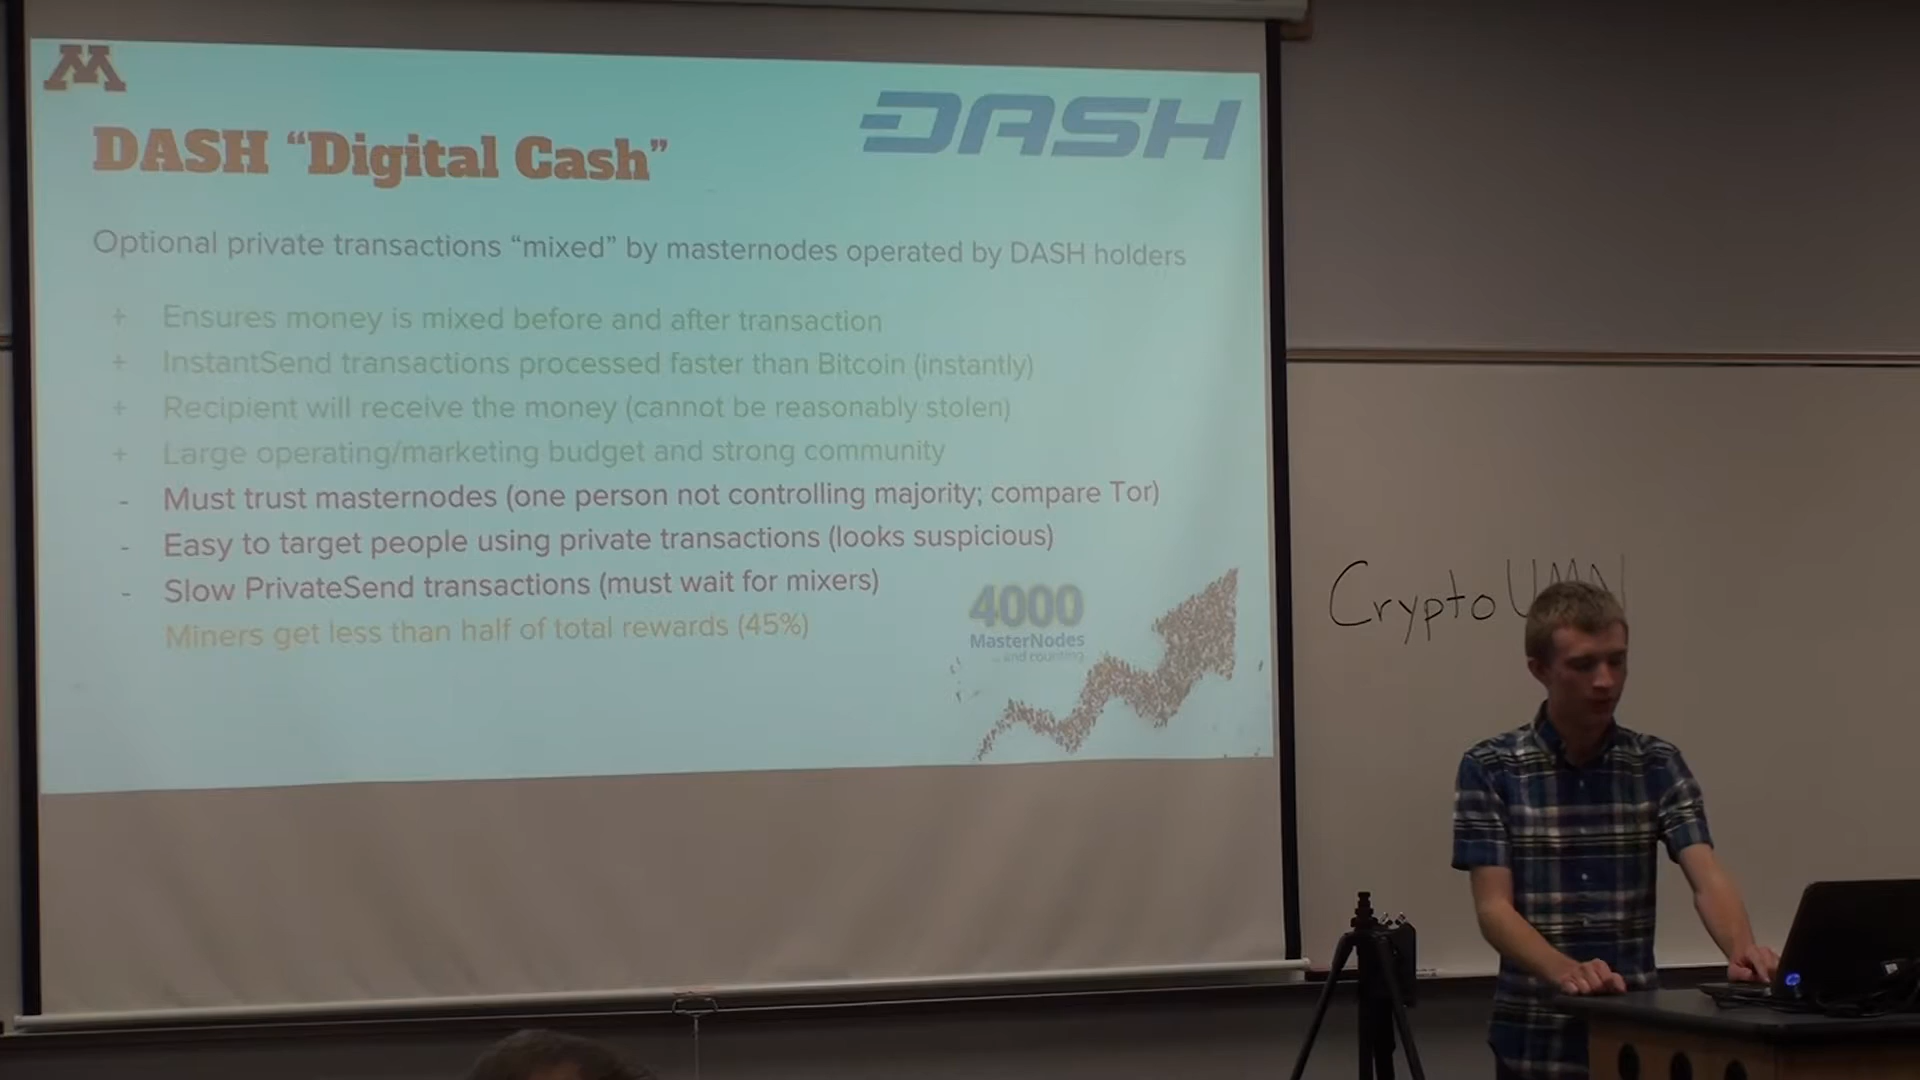 M
DASH
DASH “Digital Cash”
Optional private transactions “mixed” by masternodes operated by DASH holders
+ Ensures money is mixed before and after transaction
+ InstantSend transactions processed faster than Bitcoin (instantly)
+ Recipient will receive the money (cannot be reasonably stolen)
+ Large operating/marketing budget and strong community
- Must trust masternodes (one person not controlling majority; compare Tor)
- Easy to target people using private transactions (looks suspicious)
- Slow PrivateSend transactions (must wait for mixers)
Miners get less than half of total rewards (45%)
4000
MasterNodes
... and counting
CryptoUMN